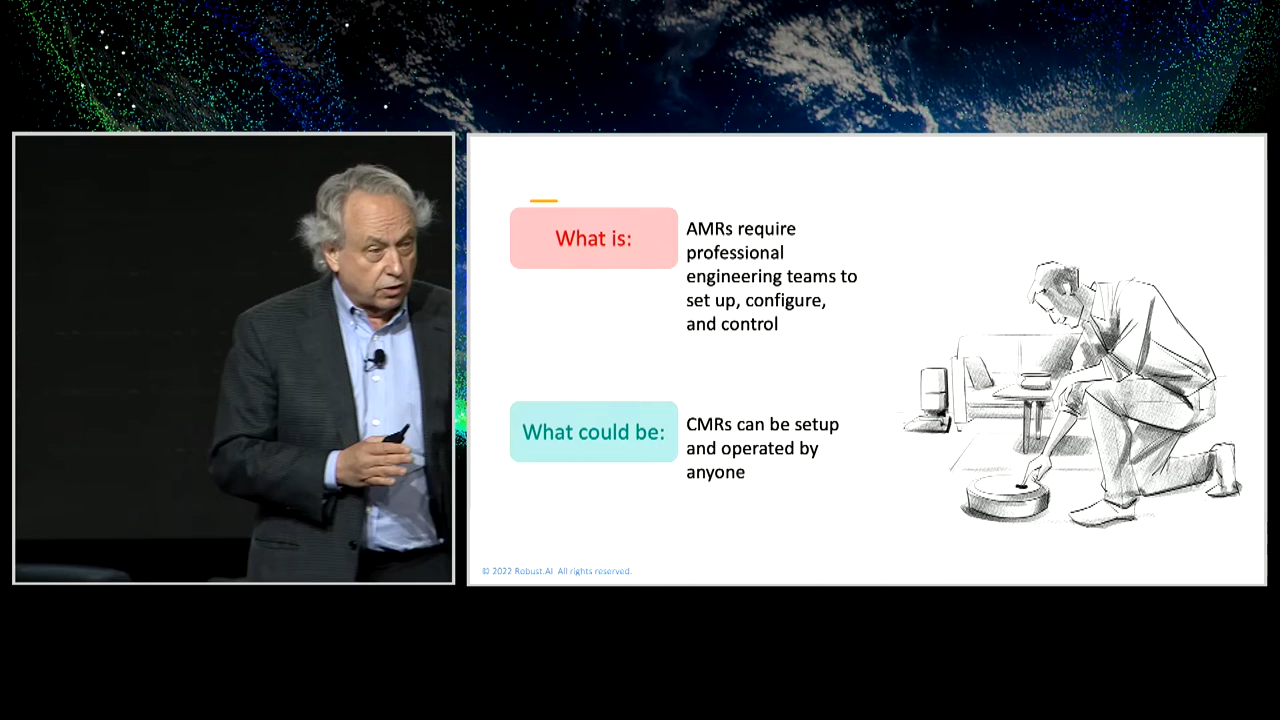 What is:
AMRs require
professional
engineering teams to
set up, configure,
and control
What could be:
CMRs can be setup
and operated by
anyone
© 2022 Robust.AI All rights reserved.